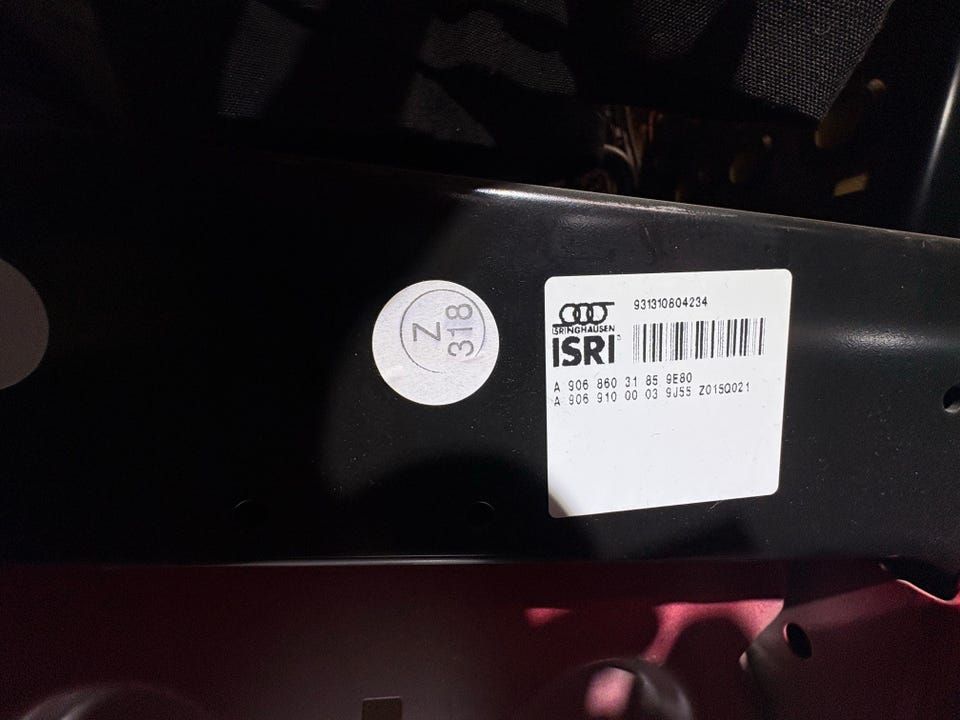 Z
318
931310804234
ISRINGHAUSEN
ISRI
A 906 860 31 85 9E80
A 906 910 00 03 9J55 Z015Q021